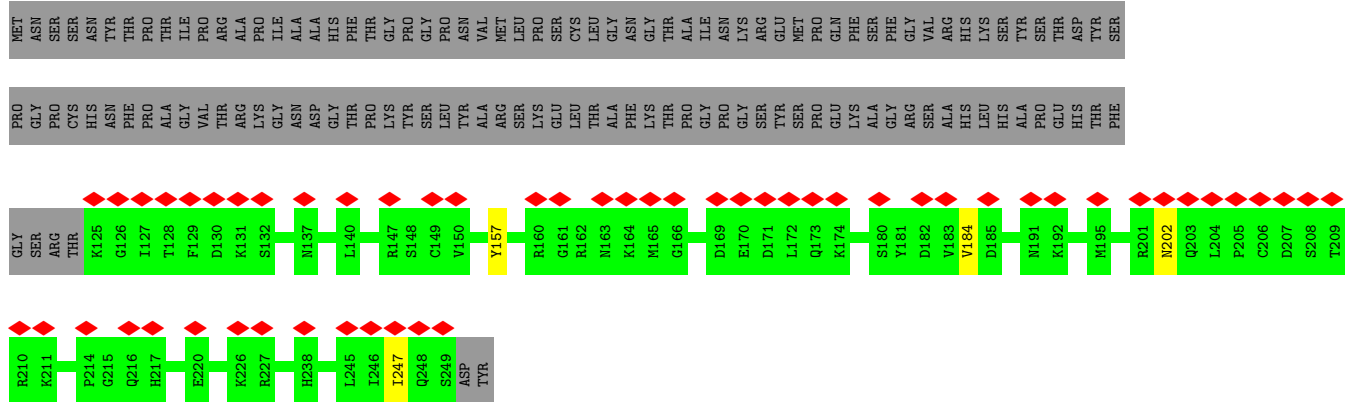 MET ASN SER SER ASN TYR THR PRO THR ILE PRO ARG ALA PRO ILE ALA ALA HIS PHE THR GLY PRO GLY PRO ASN VAL MET LEU PRO SER CYS LEU GLY ASN GLY THR ALA ILE ASN LYS ARG GLU MET PRO GLN PHE SER PHE GLY VAL ARG HIS LYS SER TYR SER THR ASP TYR SER
PRO GLY PRO CYS HIS ASN PHE PRO ALA GLY VAL THR ARG LYS GLY ASN ASP GLY THR PRO LYS TYR SER LEU TYR ALA ARG SER LYS GLU LEU THR ALA PHE LYS THR PRO GLY PRO GLY SER TYR SER PRO GLU LYS ALA GLY ARG SER ALA HIS LEU HIS ALA PRO GLU HIS THR PHE
GLY SER ARG THR K125 G126 I127 T128 F129 D130 K131 S132 N137 L140 R147 S148 C149 V150 Y157 R160 G161 R162 N163 K164 M165 G166 D169 E170 D171 L172 Q173 K174 S180 Y181 D182 V183 V184 D185 N191 K192 M195 R201 N202 Q203 L204 P205 C206 D207 S208 T209
R210 K211 P214 G215 Q216 H217 E220 K226 R227 H238 L245 I246 I247 Q248 S249 ASP TYR